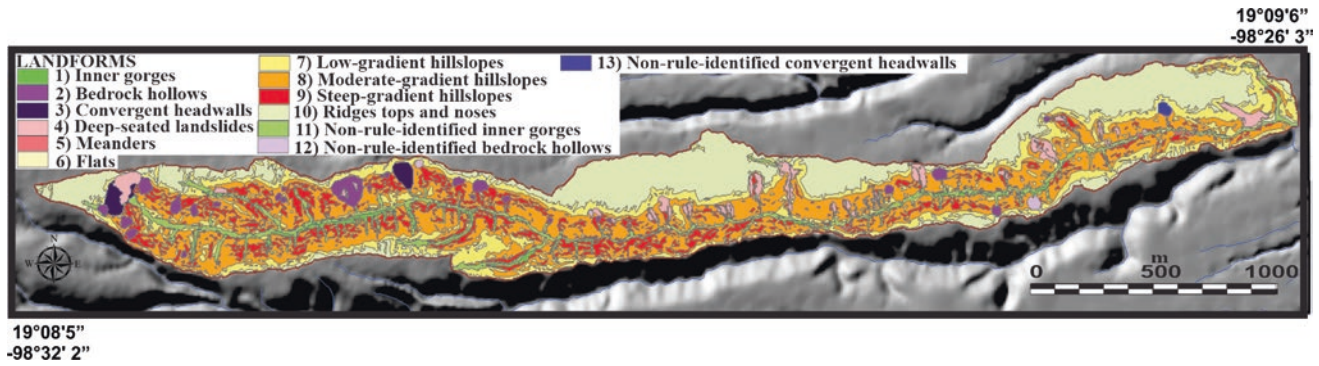 19°09'6”
-98°26' 3”
LANDFORMS
1) Inner gorges
2) Bedrock hollows
3) Convergent headwalls
4) Deep-seated landslides
5) Meanders
6) Flats
7) Low-gradient hillslopes
8) Moderate-gradient hillslopes
9) Steep-gradient hillslopes
10) Ridges tops and noses
11) Non-rule-identified inner gorges
12) Non-rule-identified bedrock hollows
13) Non-rule-identified convergent headwalls
N
W E
S
m
0 500 1000
19°08'5”
-98°32' 2”